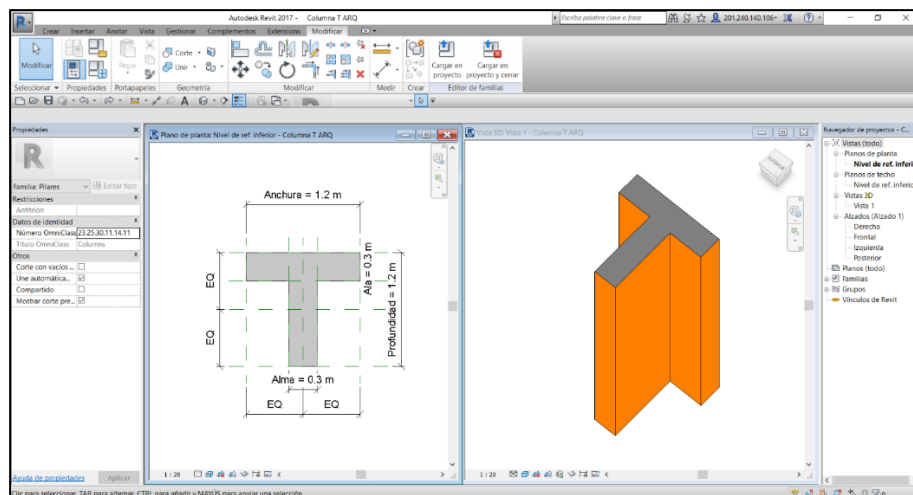 Autodesk Revit 2017 - Columna T ARQ
Escriba palabra clave o frase
201.240.140.106
Crear Insertar Anotar Vista Gestionar Complementos Extensions Modificar
Modificar
Pegar
Corte
Unir
Cargar en proyecto
Cargar en proyecto y cerrar
Seleccionar Propiedades Portapapeles Geometría Modificar Medir Crear Editor de familias
Propiedades
Familia: Pilares
Editar tipo
Restricciones
Anfitrión
Datos de identidad
Número OmniClass 23.25.30.11.14.11
Título OmniClass Columns
Otros
Corte con vacíos ...
Une automática...
Compartido
Mostrar corte pre...
Ayuda de propiedades
Aplicar
Plano de planta: Nivel de ref. inferior - Columna T ARQ
Anchura = 1.2 m
EQ
EQ
Ala = 0.3 m
Profundidad = 1.2 m
Alma = 0.3 m
EQ EQ
1 : 20
Vista 3D: Vista 1 - Columna T ARQ
1 : 20
Navegador de proyectos - C...
Vistas (todo)
Planos de planta
Nivel de ref. inferi
Planos de techo
Nivel de ref. inferi
Vistas 3D
Vista 1
Alzados (Alzado 1)
Derecha
Frontal
Izquierda
Posterior
Planos (todo)
Familias
Grupos
Vínculos de Revit
Clic para seleccionar, TAB para alternar, CTRL para añadir y MAYÚS para anular una selección.